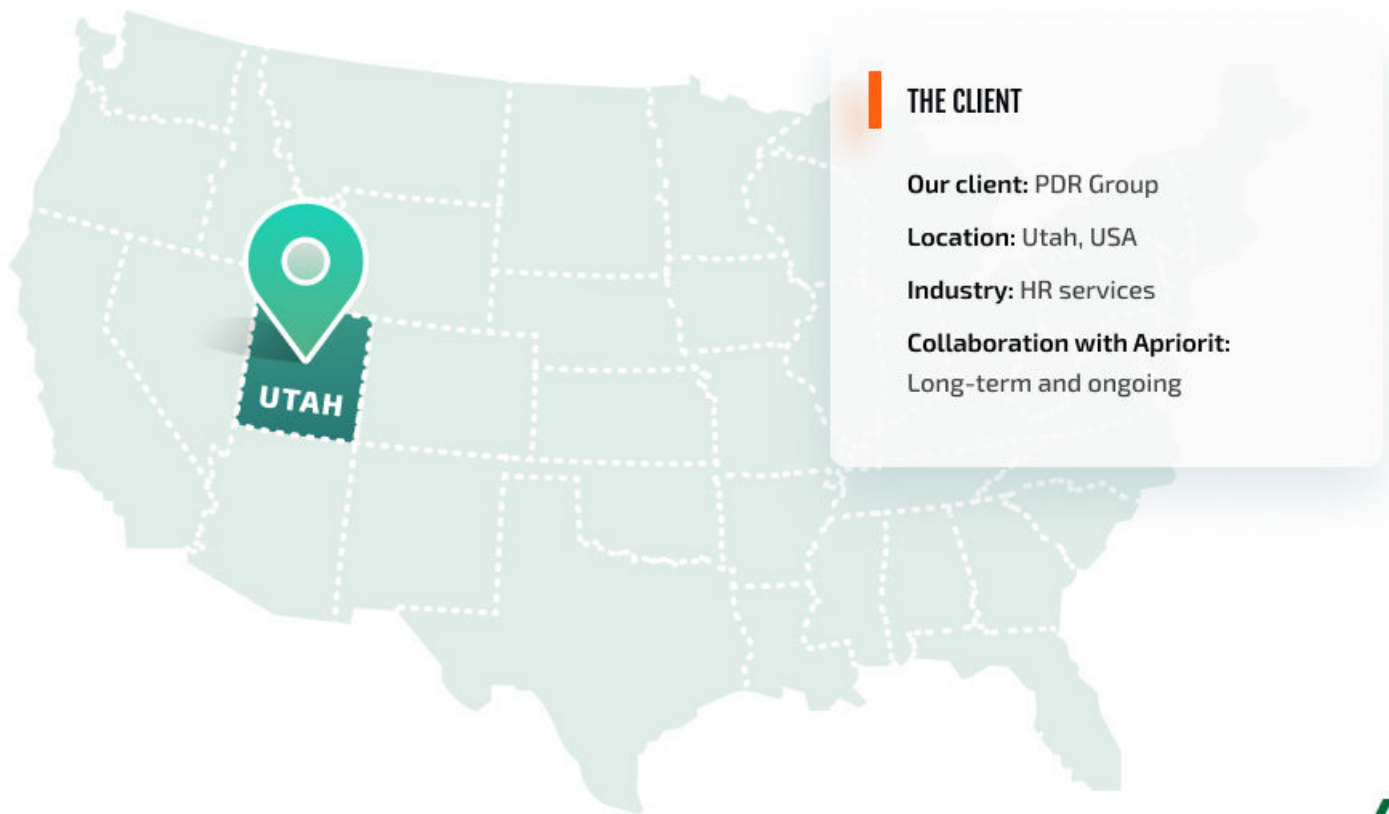 THE CLIENT
Our client: PDR Group
Location: Utah, USA
Industry: HR services
Collaboration with Apriorit:
Long-term and ongoing
UTAH